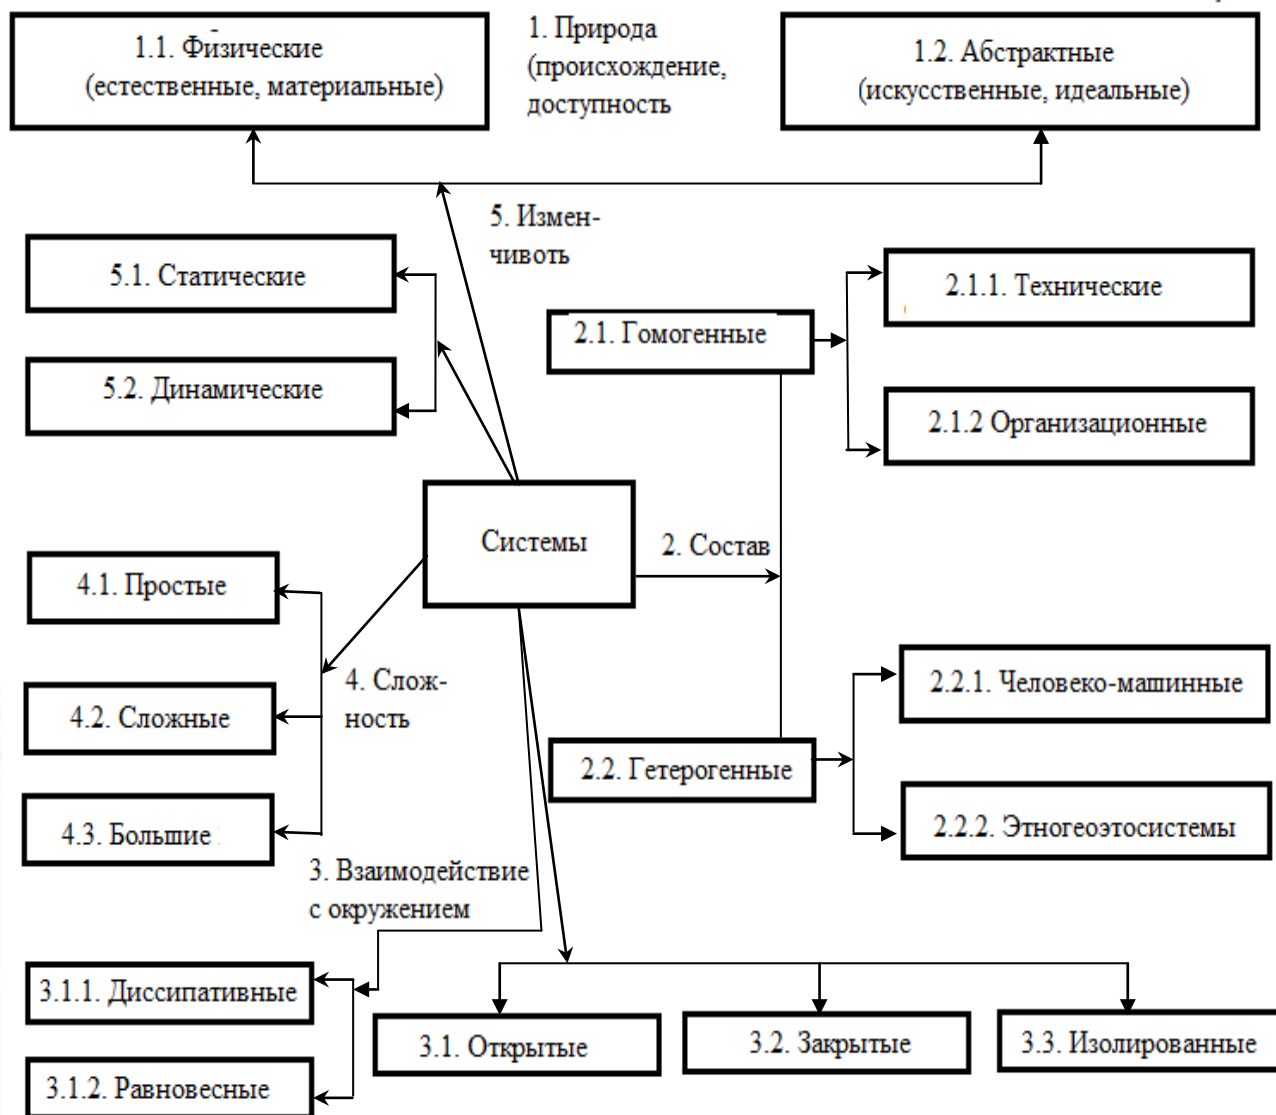 1.1. Физические
(естественные, материальные)
1. Природа
(происхождение,
доступность
1.2. Абстрактные
(искусственные, идеальные)
5. Измен-
чивоть
5.1. Статические
5.2. Динамические
2.1. Гомогенные
2.1.1. Технические
2.1.2 Организационные
Системы
2. Состав
4.1. Простые
4.2. Сложные
4.3. Большие
4. Слож-
ность
2.2. Гетерогенные
2.2.1. Человеко-машинные
2.2.2. Этногеоэтосистемы
3. Взаимодействие
с окружением
3.1.1. Диссипативные
3.1.2. Равновесные
3.1. Открытые
3.2. Закрытые
3.3. Изолированные